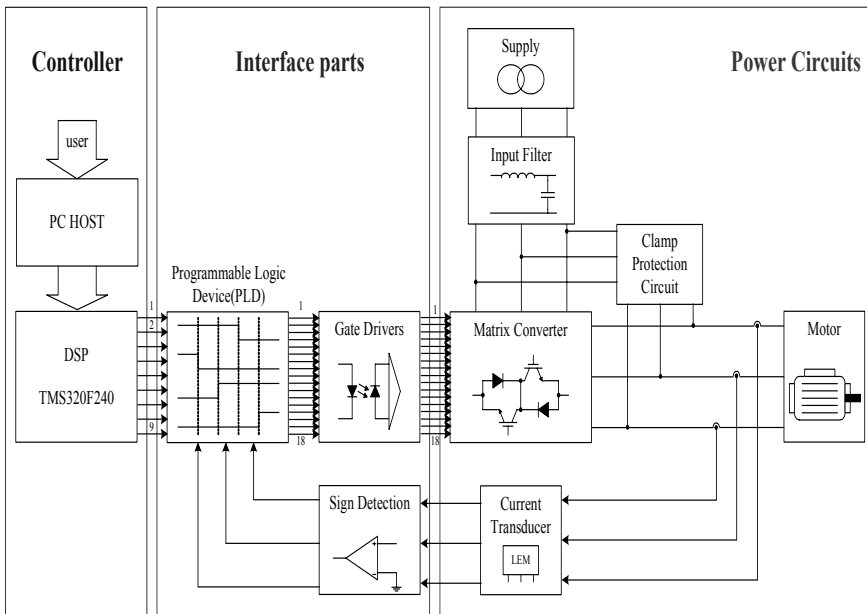 Controller
Interface parts
Power Circuits
Supply
user
Input Filter
PC HOST
Clamp
Protection
Circuit
Programmable Logic
Device(PLD)
1
2
9
1
18
1
18
DSP
TMS320F240
Gate Drivers
Matrix Converter
Motor
Sign Detection
+
-
Current
Transducer
LEM